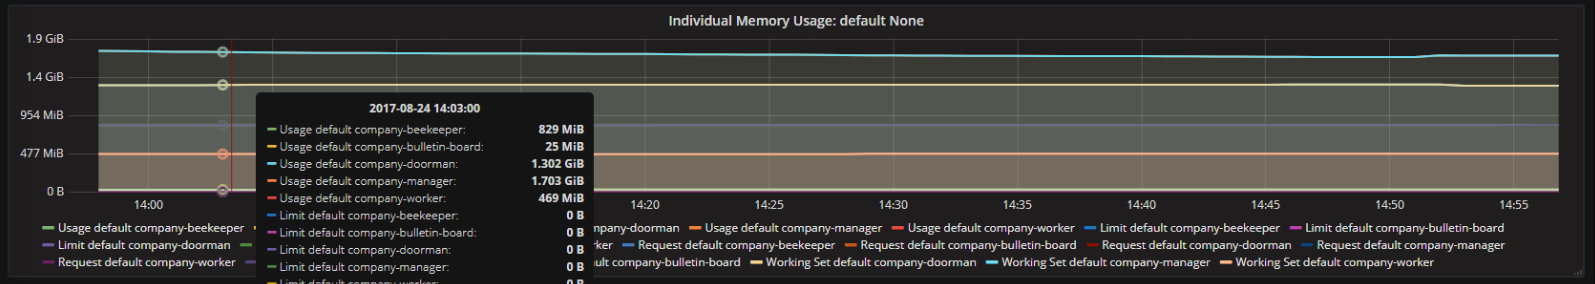 Individual Memory Usage: default None
1.9 GiB
1.4 GiB
954 MiB
477 MiB
0 B
2017-08-24 14:03:00
Usage default company-beekeeper: 829 MiB
Usage default company-bulletin-board: 25 MiB
Usage default company-doorman: 1.302 GiB
Usage default company-manager: 1.703 GiB
Usage default company-worker: 469 MiB
Limit default company-beekeeper: 0 B
Limit default company-bulletin-board: 0 B
Limit default company-doorman: 0 B
Limit default company-manager: 0 B
Limit default company-worker: 0 B
14:00 14:20 14:25 14:30 14:35 14:40 14:45 14:50 14:55
Usage default company-beekeeper company-doorman Usage default company-manager Usage default company-worker Limit default company-beekeeper Limit default company-bulletin-board
Limit default company-doorman rker Request default company-beekeeper Request default company-bulletin-board Request default company-doorman Request default company-manager
Request default company-worker ult company-bulletin-board Working Set default company-doorman Working Set default company-manager Working Set default company-worker